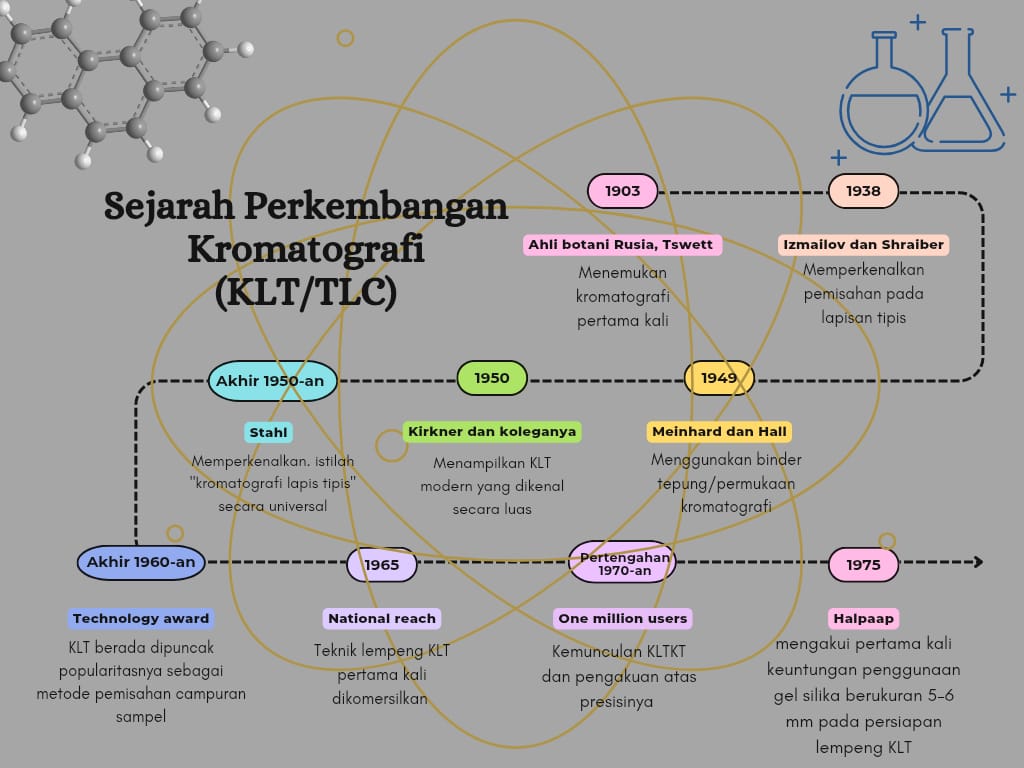 Sejarah Perkembangan
Kromatografi
(KLT/TLC)
1903
Ahli botani Rusia, Tswett
Menemukan
kromatografi
pertama kali
1938
Izmailov dan Shraiber
Memperkenalkan
pemisahan pada
lapisan tipis
1949
Meinhard dan Hall
Menggunakan binder
tepung/permukaan
kromatografi
1950
Kirkner dan koleganya
Menampilkan KLT
modern yang dikenal
secara luas
Akhir 1950-an
Stahl
Memperkenalkan. istilah
"kromatografi lapis tipis"
secara universal
Akhir 1960-an
Technology award
KLT berada dipuncak
popularitasnya sebagai
metode pemisahan campuran
sampel
1965
National reach
Teknik lempeng KLT
pertama kali
dikomersilkan
Pertengahan
1970-an
One million users
Kemunculan KLTKT
dan pengakuan atas
presisinya
1975
Halpaap
mengakui pertama kali
keuntungan penggunaan
gel silika berukuran 5-6
mm pada persiapan
lempeng KLT